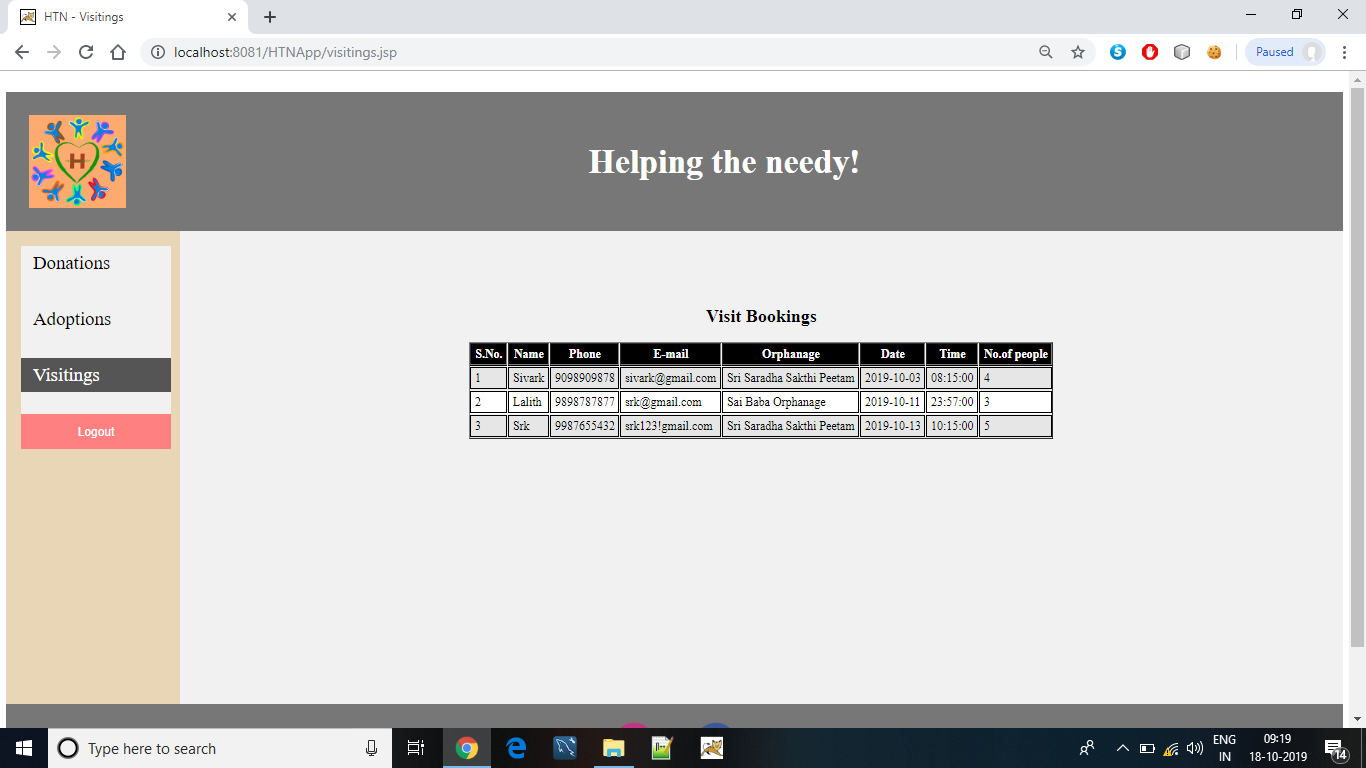 HTN - Visitings
localhost:8081/HTNApp/visitings.jsp
Paused
H
Helping the needy!
Donations
Adoptions
Visitings
Logout
Visit Bookings
S.No. Name Phone E-mail Orphanage Date Time No.of people
1 Sivark 9098909878 sivark@gmail.com Sri Saradha Sakthi Peetam 2019-10-03 08:15:00 4
2 Lalith 9898787877 srk@gmail.com Sai Baba Orphanage 2019-10-11 23:57:00 3
3 Srk 9987655432 srk123!gmail.com Sri Saradha Sakthi Peetam 2019-10-13 10:15:00 5
Type here to search
ENG
IN
09:19
18-10-2019
14